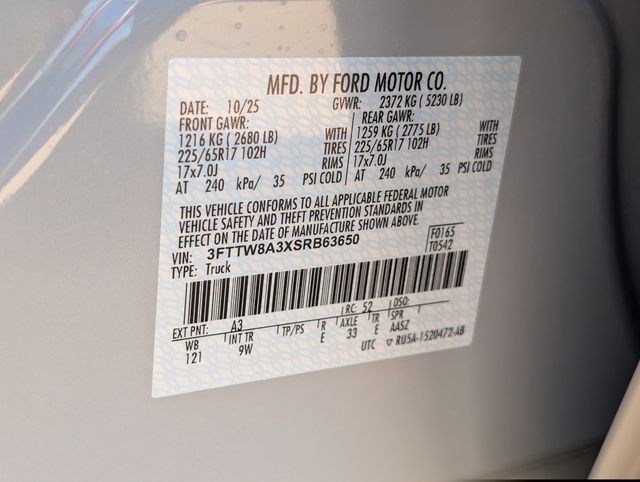 MFD. BY FORD MOTOR CO.
DATE: 10/25 GVWR: 2372 KG ( 5230 LB)
FRONT GAWR: REAR GAWR:
1216 KG ( 2680 LB) WITH 1259 KG ( 2775 LB) WITH
225/65R17 102H TIRES 225/65R17 102H TIRES
17x7.0J RIMS 17x7.0J RIMS
AT 240 kPa/ 35 PSI COLD AT 240 kPa/ 35 PSI COLD
THIS VEHICLE CONFORMS TO ALL APPLICABLE FEDERAL MOTOR
VEHICLE SAFETY AND THEFT PREVENTION STANDARDS IN
EFFECT ON THE DATE OF MANUFACTURE SHOWN ABOVE.
VIN: 3FTTW8A3XSRB63650 F0165
TYPE: Truck T0542
EXT PNT: A3 RC: 52 DSO:
WB INT TR TP/PS R AXLE TR SPR
121 9W E 33 E AASZ
UTC ▽ RU5A-1520472-AB